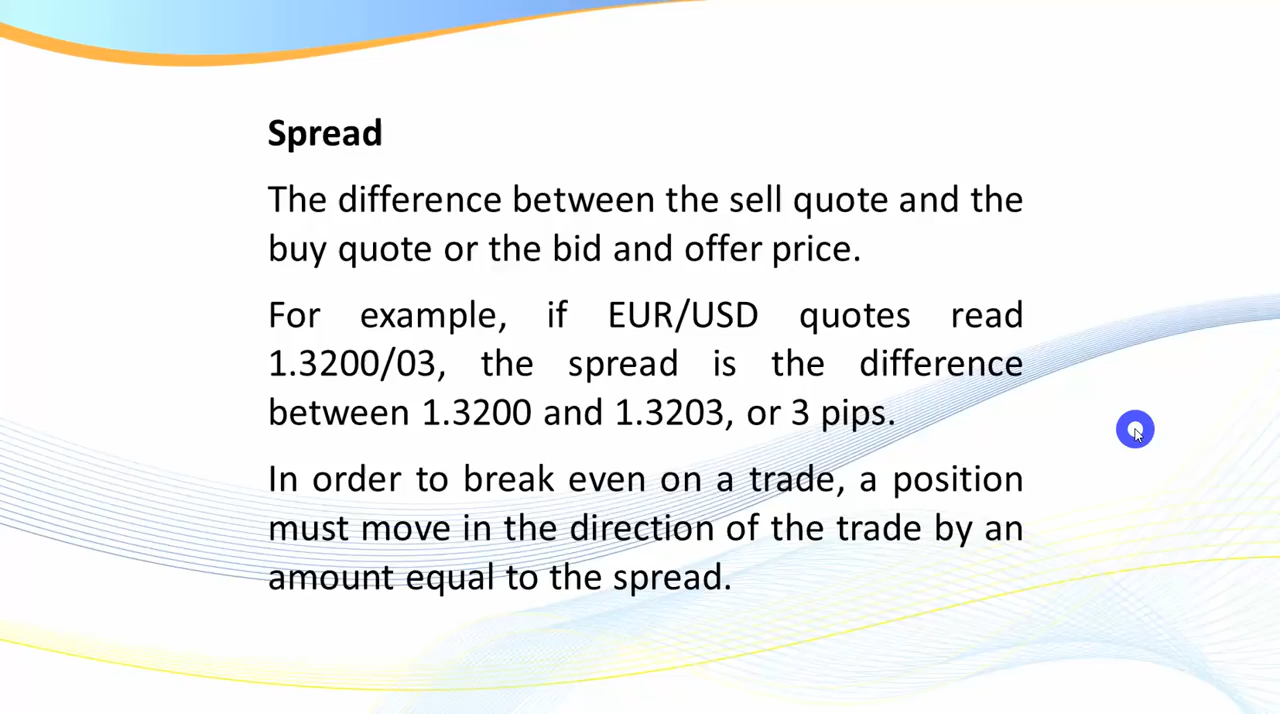 Spread
The difference between the sell quote and the
buy quote or the bid and offer price.
For example, if EUR/USD quotes read
1.3200/03, the spread is the difference
between 1.3200 and 1.3203, or 3 pips.
In order to break even on a trade, a position
must move in the direction of the trade by an
amount equal to the spread.